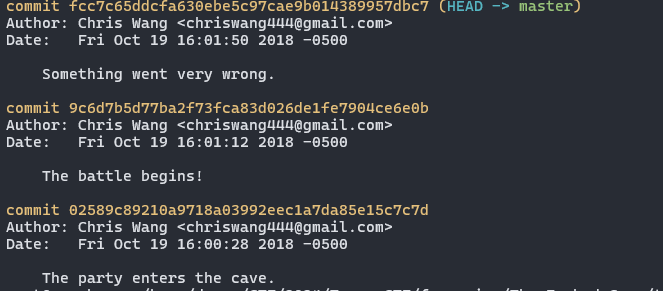 commit fcc7c65ddcfa630ebe5c97cae9b014389957dbc7 (HEAD -> master)
Author: Chris Wang <chriswang444@gmail.com>
Date: Fri Oct 19 16:01:50 2018 -0500
Something went very wrong.
commit 9c6d7b5d77ba2f73fca83d026de1fe7904ce6e0b
Author: Chris Wang <chriswang444@gmail.com>
Date: Fri Oct 19 16:01:12 2018 -0500
The battle begins!
commit 02589c89210a9718a03992eec1a7da85e15c7c7d
Author: Chris Wang <chriswang444@gmail.com>
Date: Fri Oct 19 16:00:28 2018 -0500
The party enters the cave.